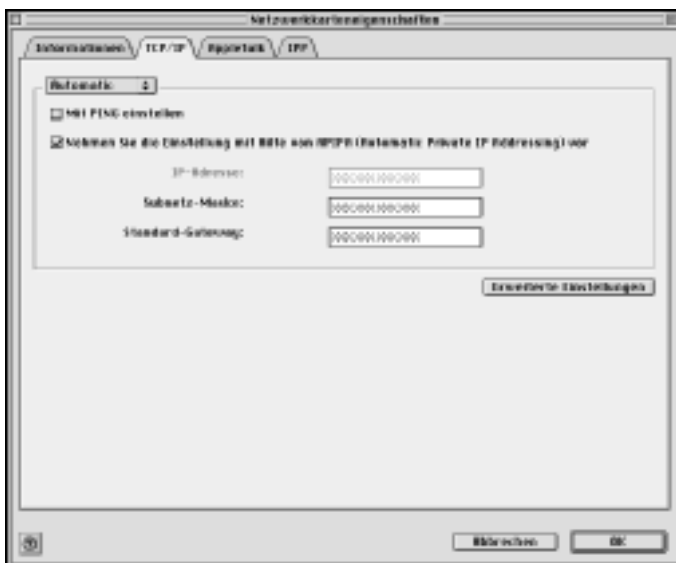 Netzwerkkarteneigenschaften
Informationen TCP/IP AppleTalk IPP
Automatic
Mit PING einstellen
Nehmen Sie die Einstellung mit Hilfe von APIPA (Automatic Private IP Addressing) vor
IP-Adresse:
Subnetz-Maske:
Standard-Gateway:
Erweiterte Einstellungen
Abbrechen OK